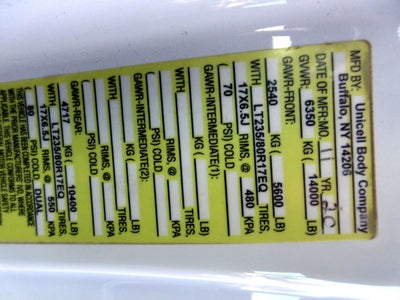 MFD BY: Unicell Body Company
Buffalo, NY 14206
DATE OF MFR: MO. 11 YR.
GVWR: 6350 KG ( 14000 LB)
GAWR-FRONT:
2540 KG ( 5600 LB)
WITH LT235/80R17EQ TIRES,
17X6.5J RIMS, @ 480 KPA
( 70 PSI) COLD
GAWR-INTERMEDIATE(1):
KG ( LB)
WITH TIRES,
RIMS, @ KPA
( PSI) COLD
GAWR-INTERMEDIATE(2):
KG ( LB)
WITH TIRES,
RIMS, @ KPA
( PSI) COLD
GAWR-REAR:
4717 KG ( 10400 LB)
WITH LT235/80R17EQ TIRES,
17X6.5J RIMS, @ 550 KPA
( 80 PSI) COLD, DUAL